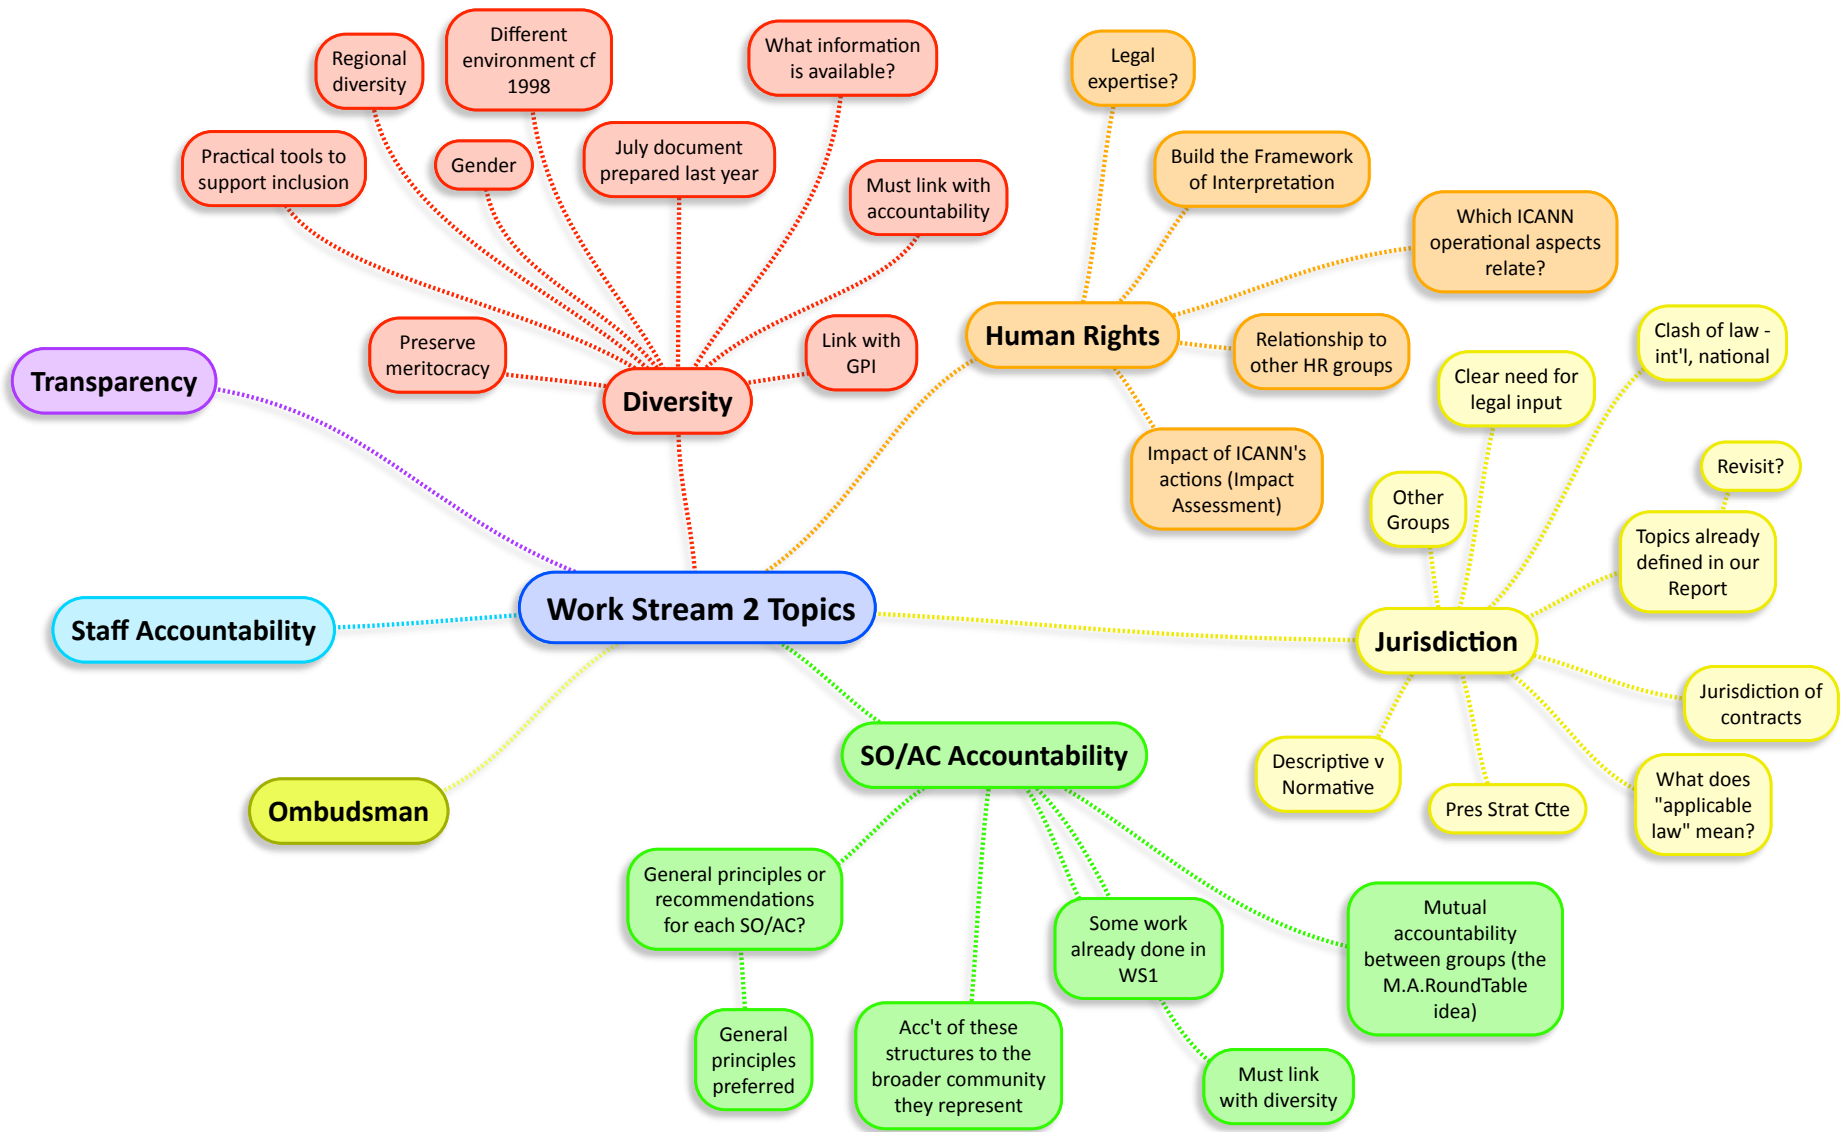 Different
environment cf
1998
What information
is available?
Regional
diversity
Legal
expertise?
Practical tools to
support inclusion
Gender
July document
prepared last year
Must link with
accountability
Build the Framework
of Interpretation
Which ICANN
operational aspects
relate?
Preserve
meritocracy
Link with
GPI
Human Rights
Relationship to
other HR groups
Clash of law -
int'l, national
Transparency
Diversity
Clear need for
legal input
Impact of ICANN's
actions (Impact
Assessment)
Revisit?
Other
Groups
Topics already
defined in our
Report
Work Stream 2 Topics
Staff Accountability
Jurisdiction
Jurisdiction of
contracts
SO/AC Accountability
Descriptive v
Normative
Pres Strat Ctte
What does
"applicable
law" mean?
Ombudsman
General principles or
recommendations
for each SO/AC?
Some work
already done in
WS1
Mutual
accountability
between groups (the
M.A.RoundTable
idea)
General
principles
preferred
Acc't of these
structures to the
broader community
they represent
Must link
with diversity